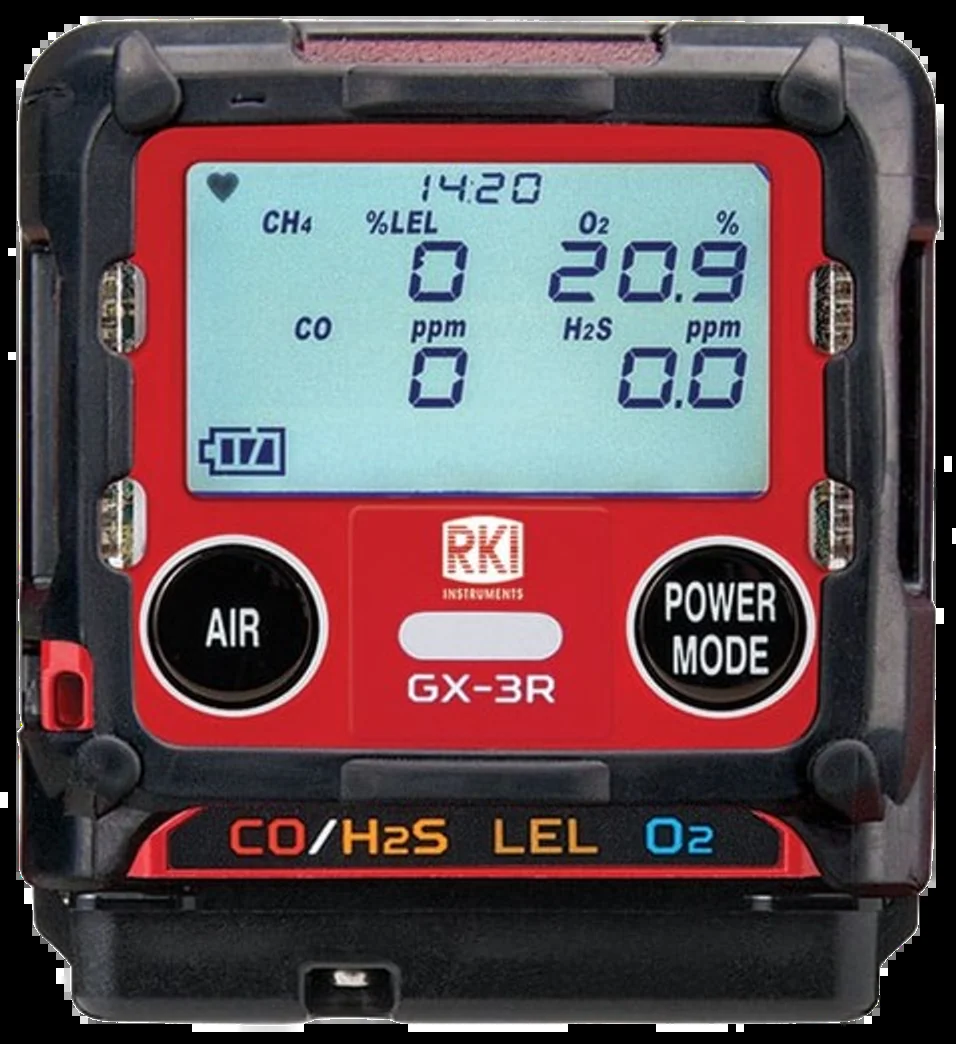 14:20
CH4 %LEL O2 %
0 20.9
CO ppm H2S ppm
0 0.0
RKI
INSTRUMENTS
AIR
POWER
MODE
GX-3R
CO/H2S LEL O2